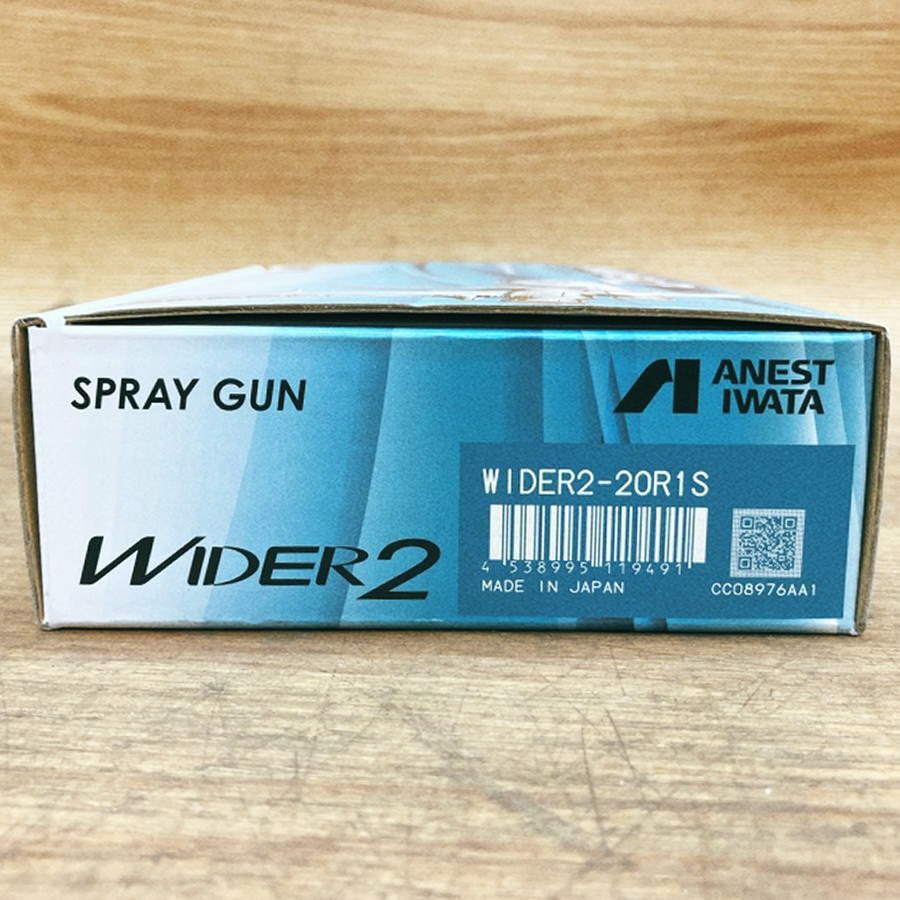 SPRAY GUN
ANEST
IWATA
WIDER2-20R1S
4 538995 119491
MADE IN JAPAN
CC08976AA1
WIDER2